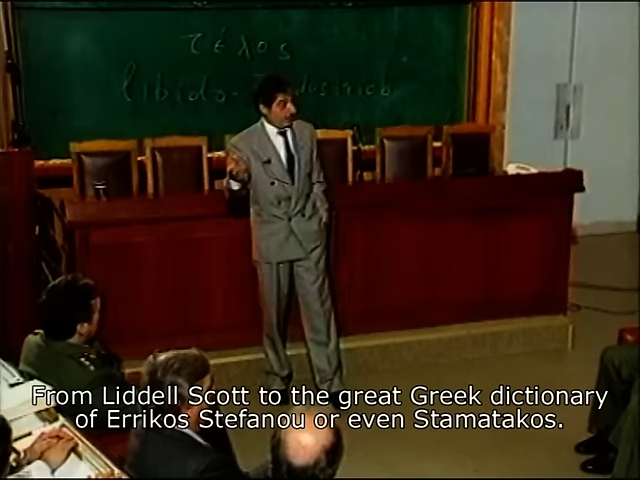 τέλος
libido -
From Liddell Scott to the great Greek dictionary
of Errikos Stefanou or even Stamatakos.